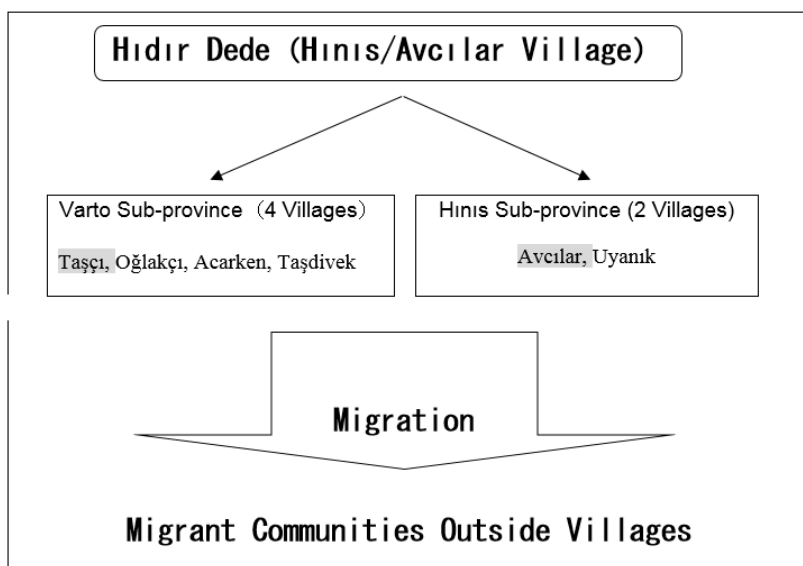 Hıdır Dede (Hınıs/Avcılar Village)
Varto Sub-province (4 Villages)
Taşçı, Oğlakçı, Acarken, Taşdivek
Hınıs Sub-province (2 Villages)
Avcılar, Uyanık
Migration
Migrant Communities Outside Villages